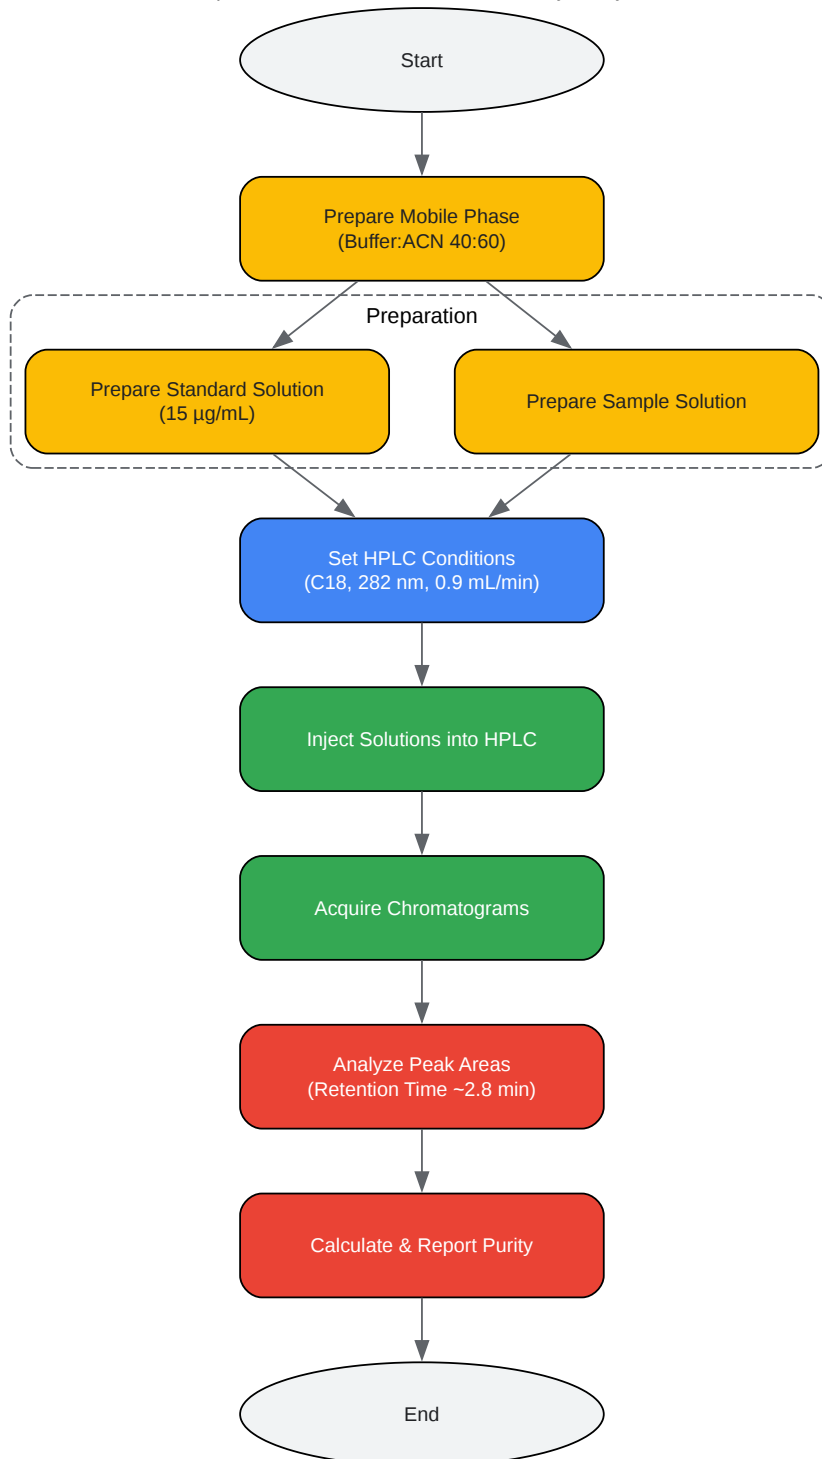 Start
Prepare Mobile Phase
(Buffer:ACN 40:60)
Preparation
Prepare Standard Solution
(15 µg/mL)
Prepare Sample Solution
Set HPLC Conditions
(C18, 282 nm, 0.9 mL/min)
Inject Solutions into HPLC
Acquire Chromatograms
Analyze Peak Areas
(Retention Time ~2.8 min)
Calculate & Report Purity
End